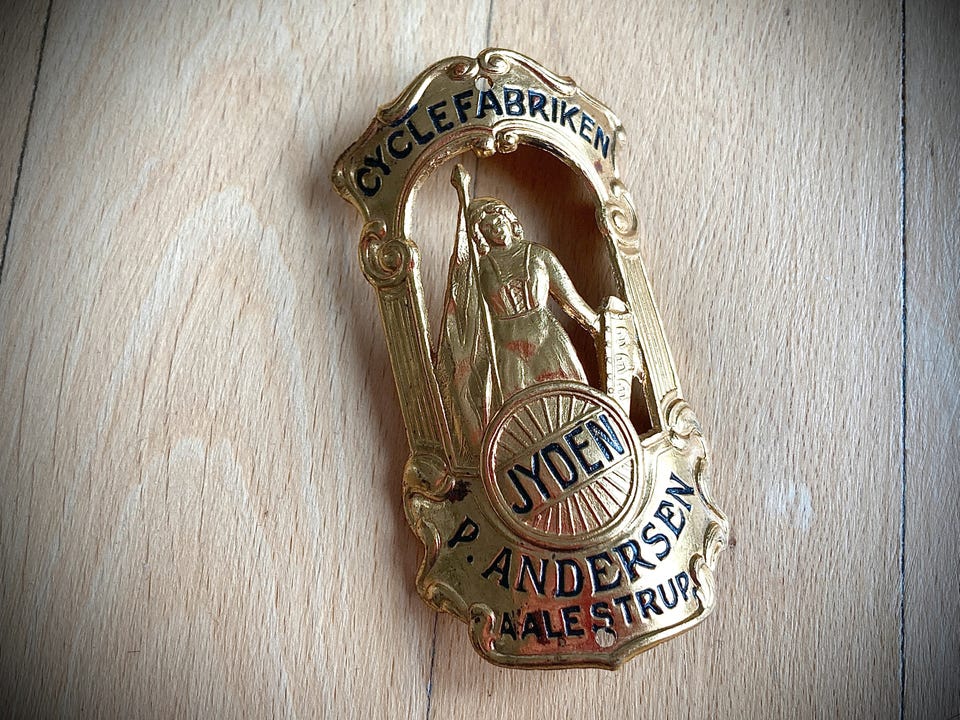 CYCLEFABRIKEN
JYDEN
P. ANDERSEN
AALESTRUP